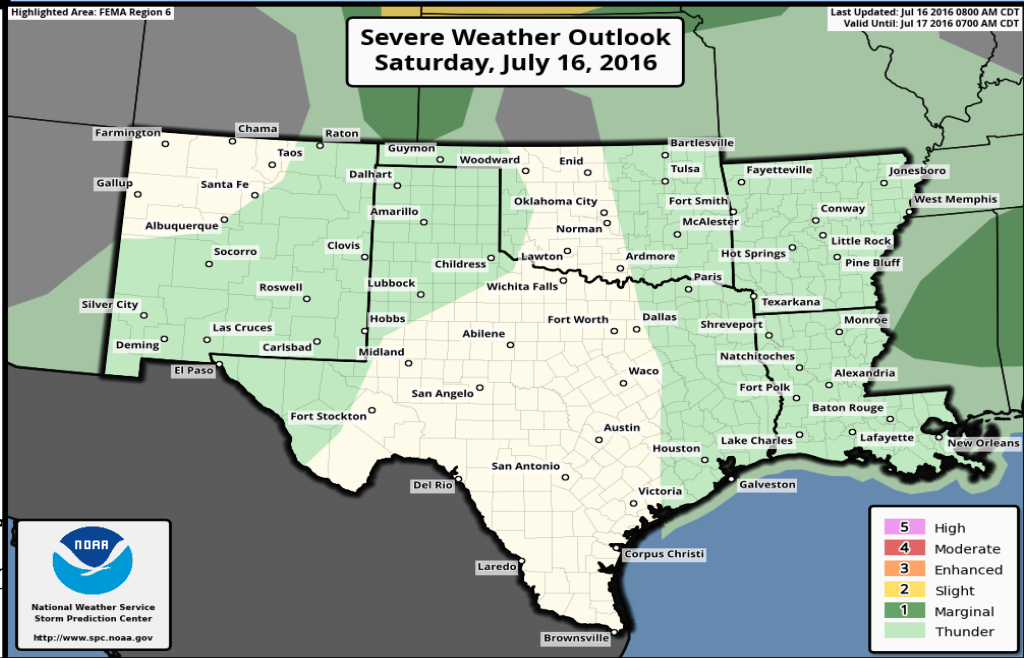 Highlighted Area: FEMA Region 6
Last Updated: Jul 16 2016 0800 AM CDT
Valid Until: Jul 17 2016 0700 AM CDT
Severe Weather Outlook
Saturday, July 16, 2016
Farmington
Chama
Raton
Taos
Guymon
Woodward
Enid
Bartlesville
Tulsa
Fayetteville
Jonesboro
Gallup
Santa Fe
Dalhart
Oklahoma City
Fort Smith
West Memphis
Albuquerque
Amarillo
Norman
McAlester
Conway
Socorro
Clovis
Childress
Lawton
Ardmore
Hot Springs
Little Rock
Pine Bluff
Roswell
Lubbock
Wichita Falls
Paris
Texarkana
Silver City
Las Cruces
Hobbs
Abilene
Fort Worth
Dallas
Shreveport
Monroe
Deming
Carlsbad
Midland
Natchitoches
El Paso
San Angelo
Waco
Fort Polk
Alexandria
Fort Stockton
Austin
Baton Rouge
Houston
Lake Charles
Lafayette
New Orleans
Del Rio
San Antonio
Victoria
Galveston
Laredo
Corpus Christi
Brownsville
NOAA
National Weather Service
Storm Prediction Center
http://www.spc.noaa.gov
5 High
4 Moderate
3 Enhanced
2 Slight
1 Marginal
Thunder